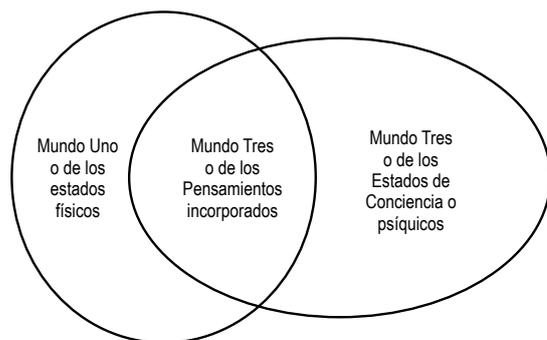 Mundo Uno
o de los
estados
físicos
Mundo Tres
o de los
Pensamientos
incorporados
Mundo Tres
o de los
Estados de
Conciencia o
psíquicos